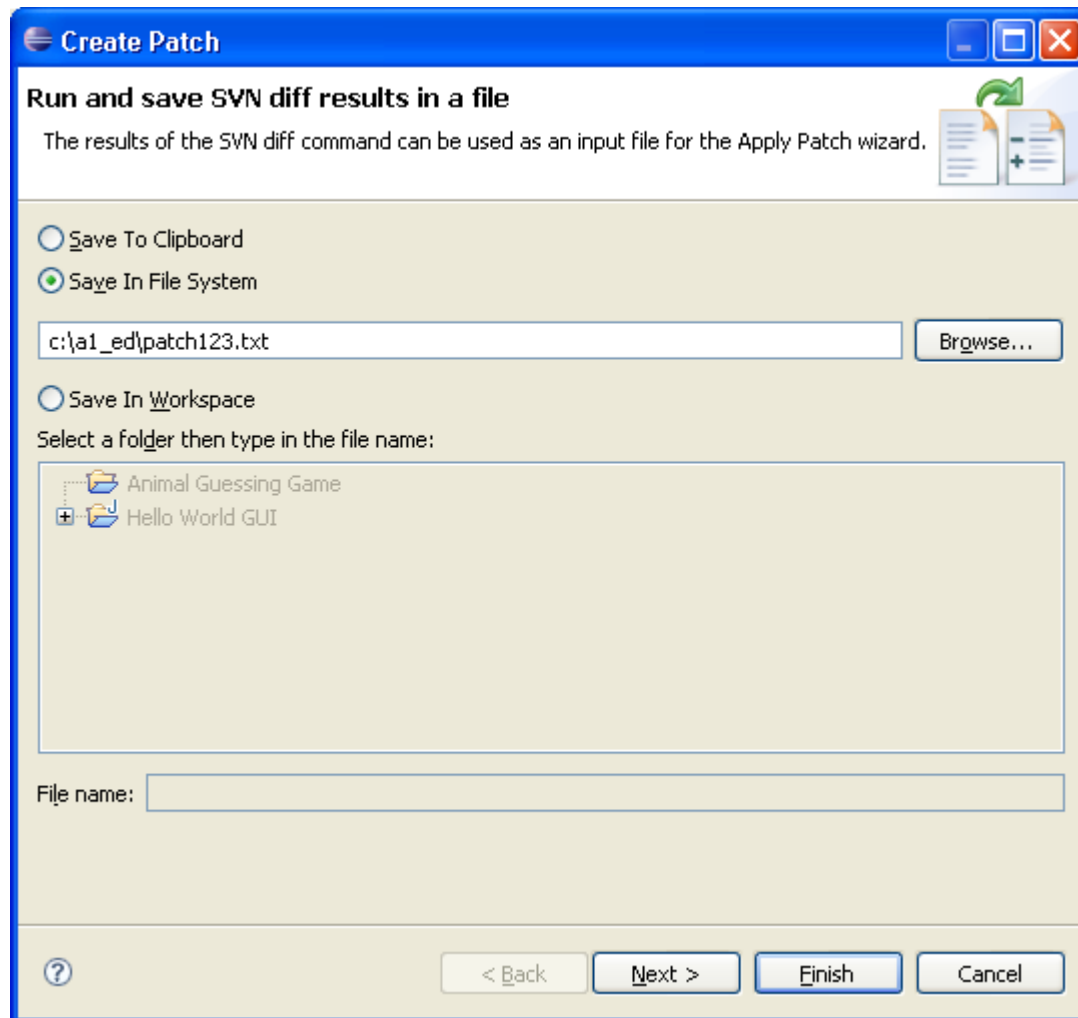 Create Patch
Run and save SVN diff results in a file
The results of the SVN diff command can be used as an input file for the Apply Patch wizard.
Save To Clipboard
Save In File System
c:\a1_ed\patch123.txt
Browse...
Save In Workspace
Select a folder then type in the file name:
Animal Guessing Game
Hello World GUI
File name:
< Back
Next >
Finish
Cancel